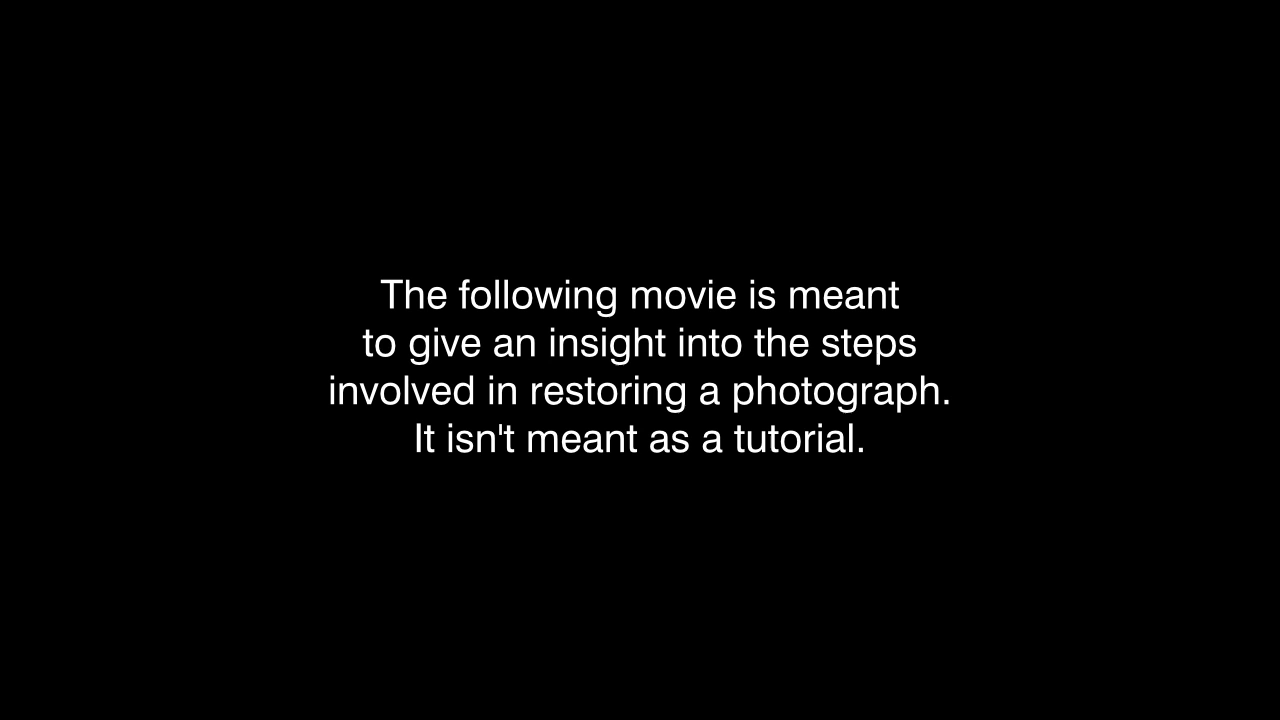 The following movie is meant
to give an insight into the steps
involved in restoring a photograph.
It isn't meant as a tutorial.